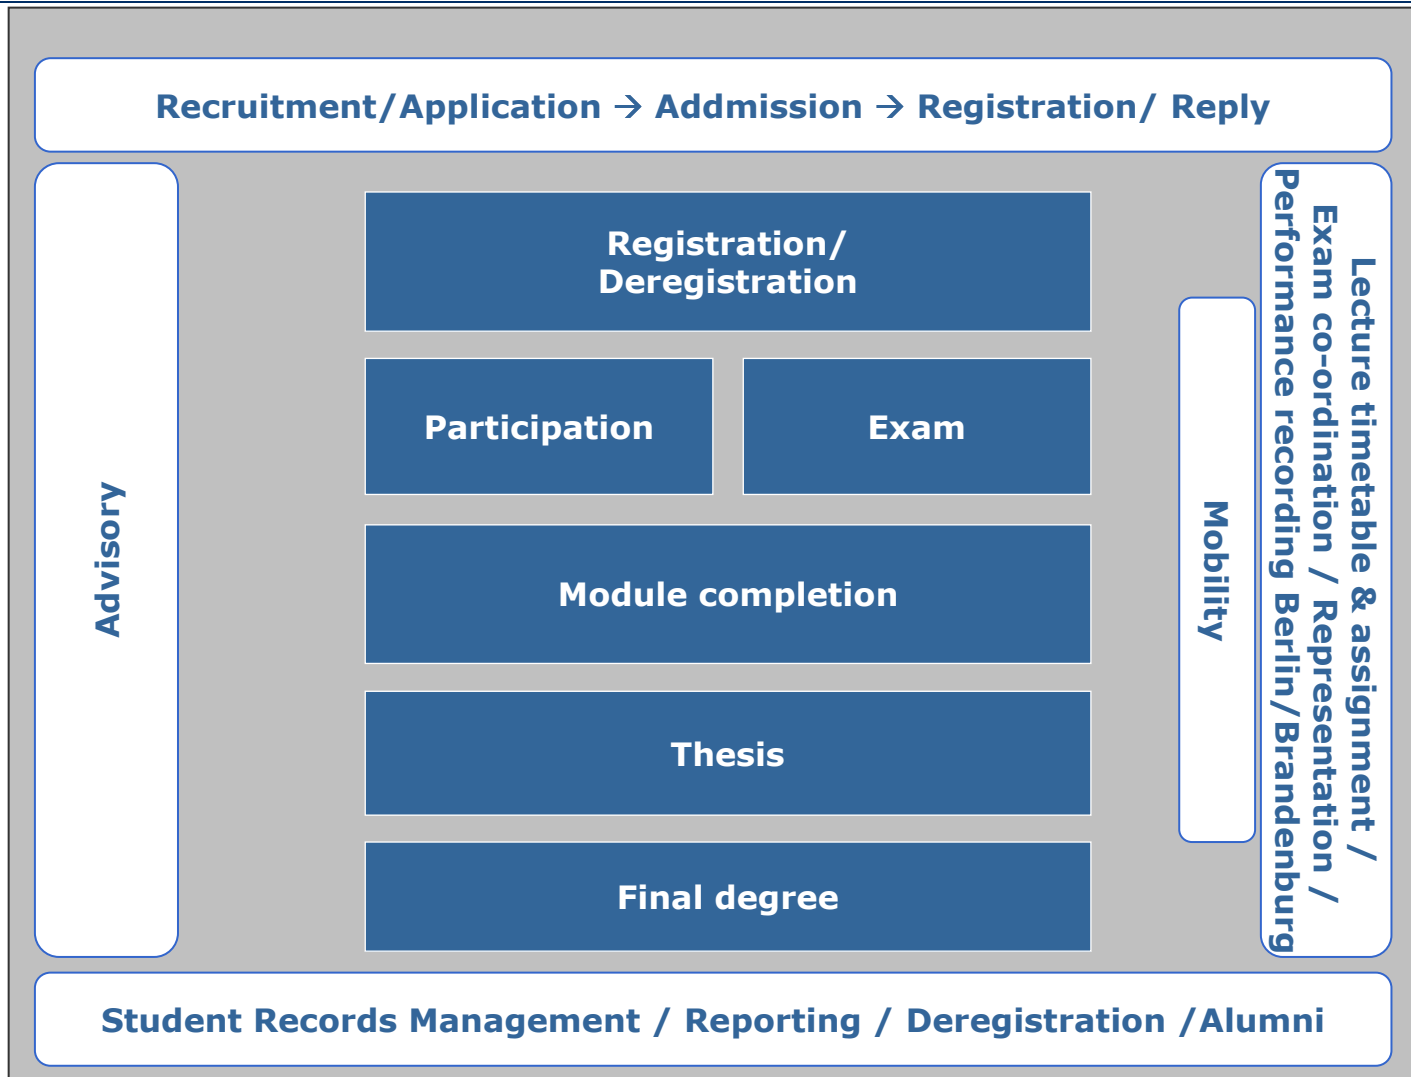 Recruitment/Application → Addmission → Registration/ Reply
Advisory
Registration/
Deregistration
Participation
Exam
Module completion
Thesis
Final degree
Mobility
Lecture timetable & assignment /
Exam co-ordination / Representation /
Performance recording Berlin/Brandenburg
Student Records Management / Reporting / Deregistration /Alumni